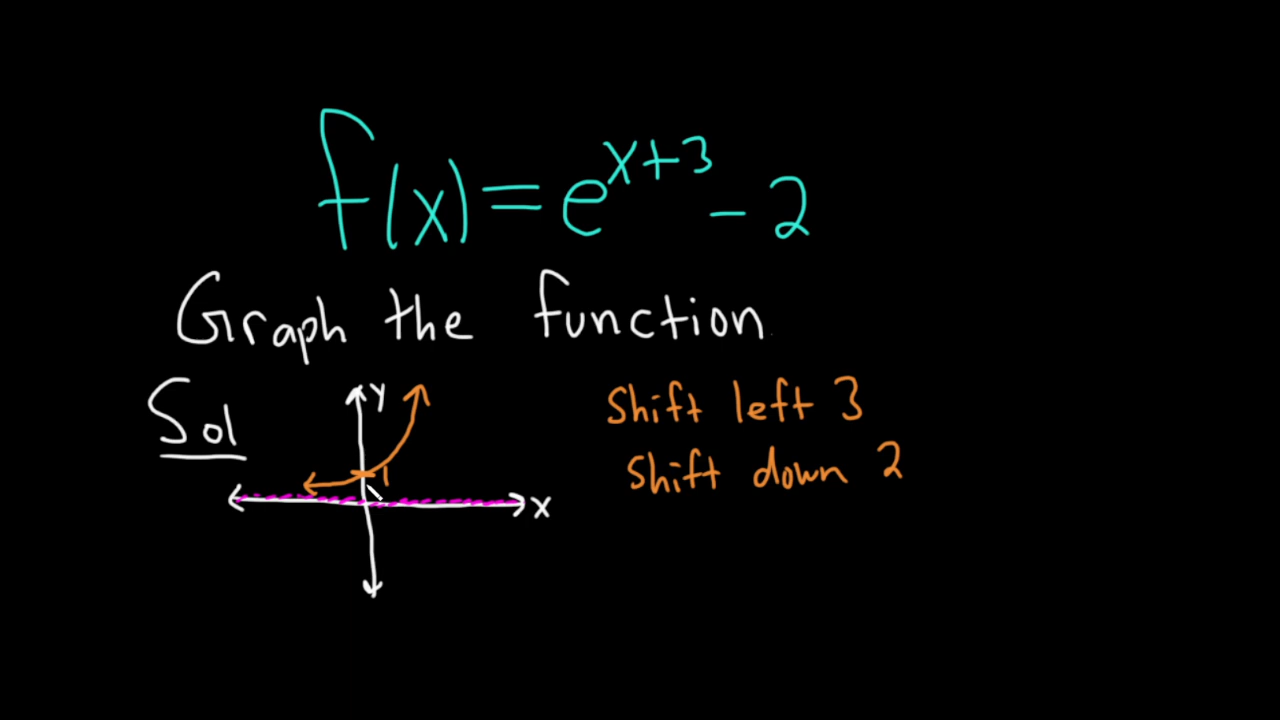 f(x) = e^{x+3} - 2
Graph the function
Sol
Y
Shift left 3
1
Shift down 2
X